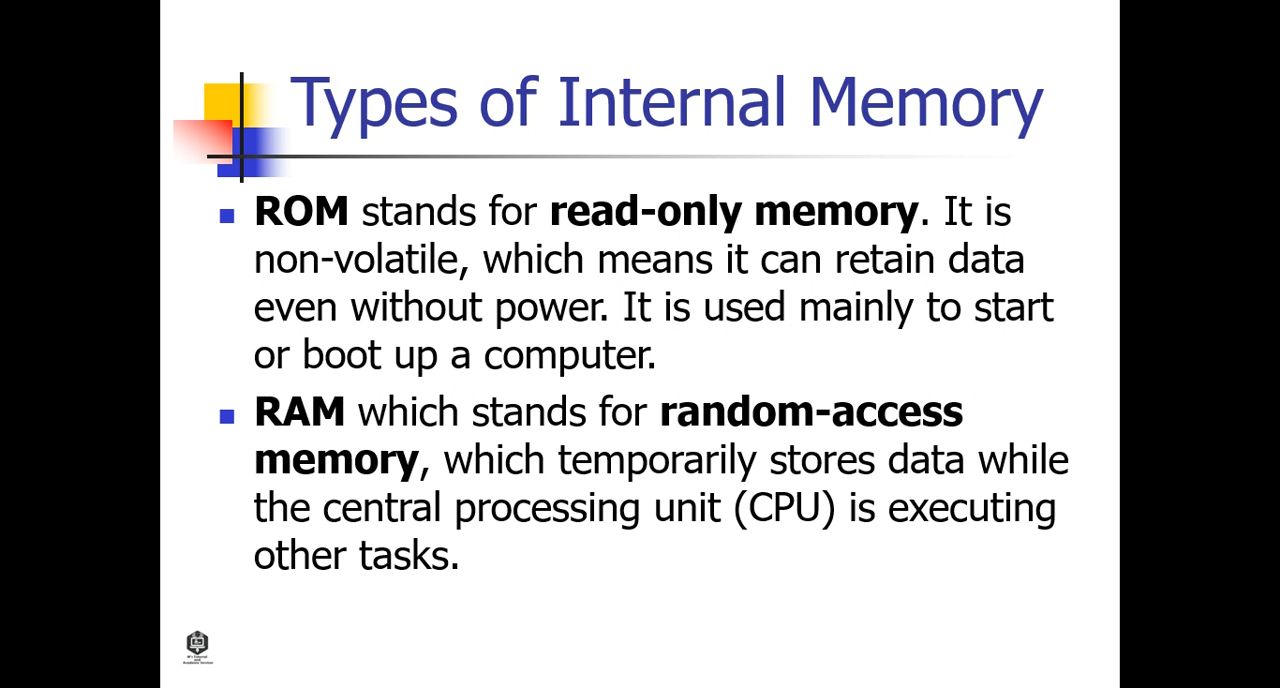 Types of Internal Memory
ROM stands for read-only memory. It is
non-volatile, which means it can retain data
even without power. It is used mainly to start
or boot up a computer.
RAM which stands for random-access
memory, which temporarily stores data while
the central processing unit (CPU) is executing
other tasks.